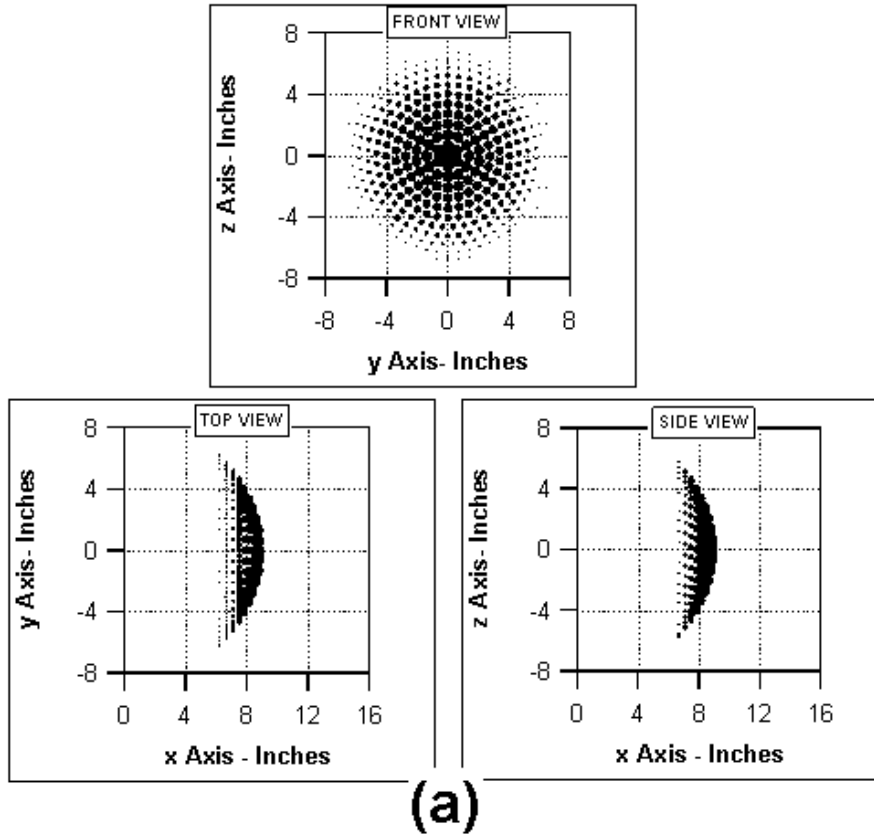 FRONT VIEW
8
4
0
-4
-8
z Axis- Inches
-8 -4 0 4 8
y Axis- Inches
TOP VIEW
8
4
0
-4
-8
y Axis- Inches
0 4 8 12 16
x Axis - Inches
SIDE VIEW
8
4
0
-4
-8
z Axis- Inches
0 4 8 12 16
x Axis - Inches
(a)